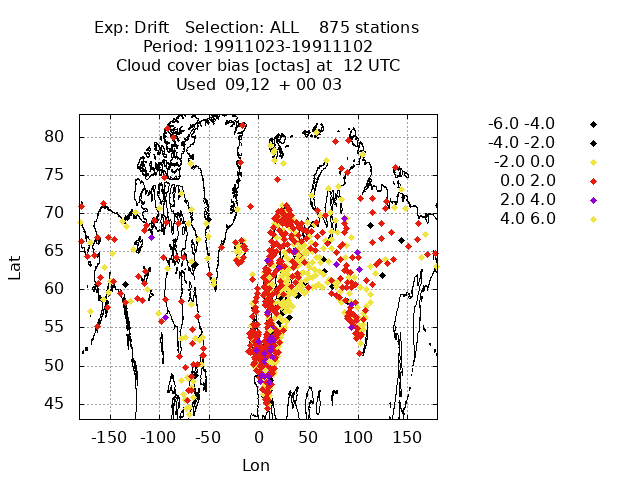 Exp: Drift   Selection: ALL    875 stations
Period: 19911023-19911102
Cloud cover bias [octas] at  12 UTC
Used  09,12  + 00 03
-6.0 -4.0
-4.0 -2.0
-2.0 0.0
0.0 2.0
2.0 4.0
4.0 6.0
80
75
70
65
60
55
50
45
Lat
-150 -100 -50 0 50 100 150
Lon